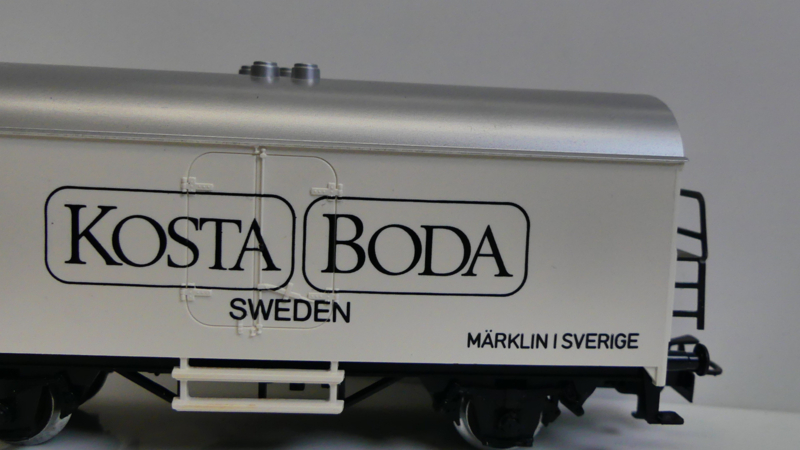 KOSTA BODA
SWEDEN
MÄRKLIN I SVERIGE